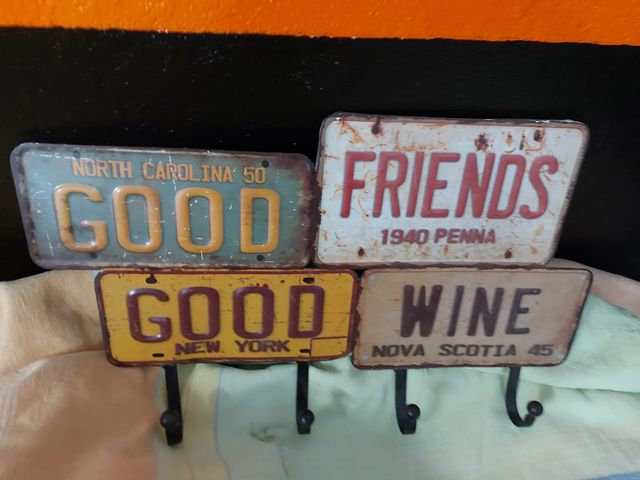 NORTH CAROLINA 50
GOOD
FRIENDS
1940 PENNA
GOOD
NEW YORK
WINE
NOVA SCOTIA 45